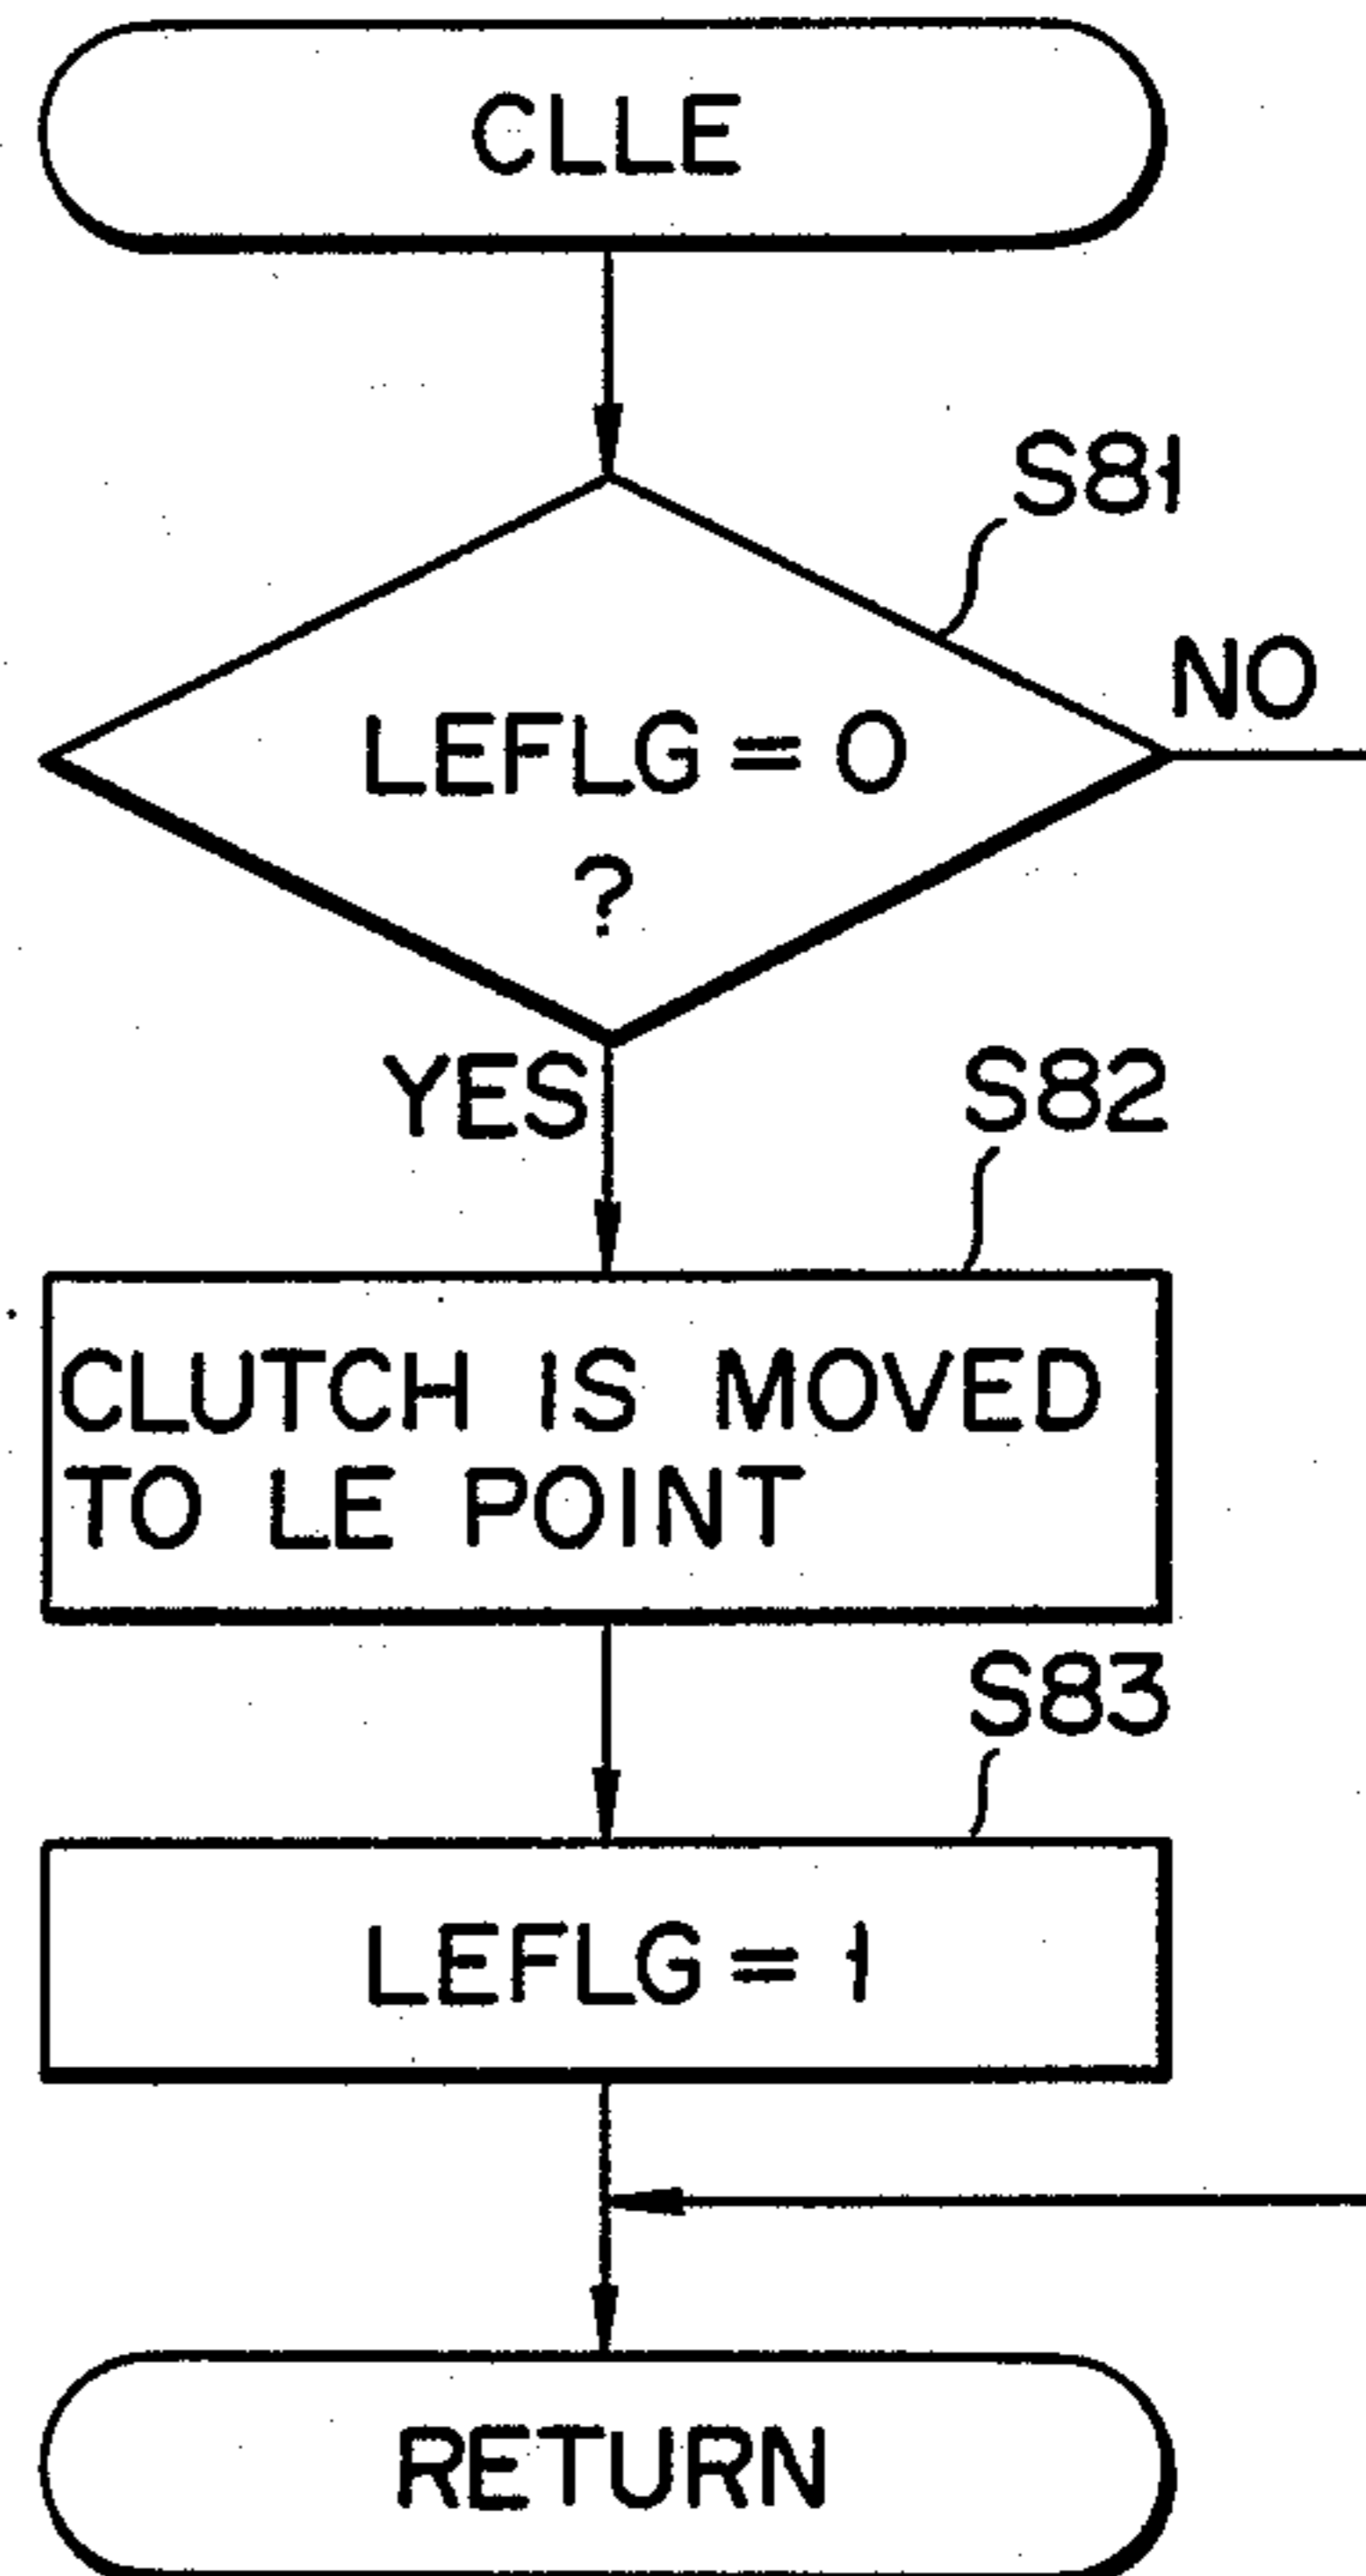 CLLE
S81
NO
LEFLG = 0
?
YES
S82
CLUTCH IS MOVED
TO LE POINT
S83
LEFLG = 1
RETURN